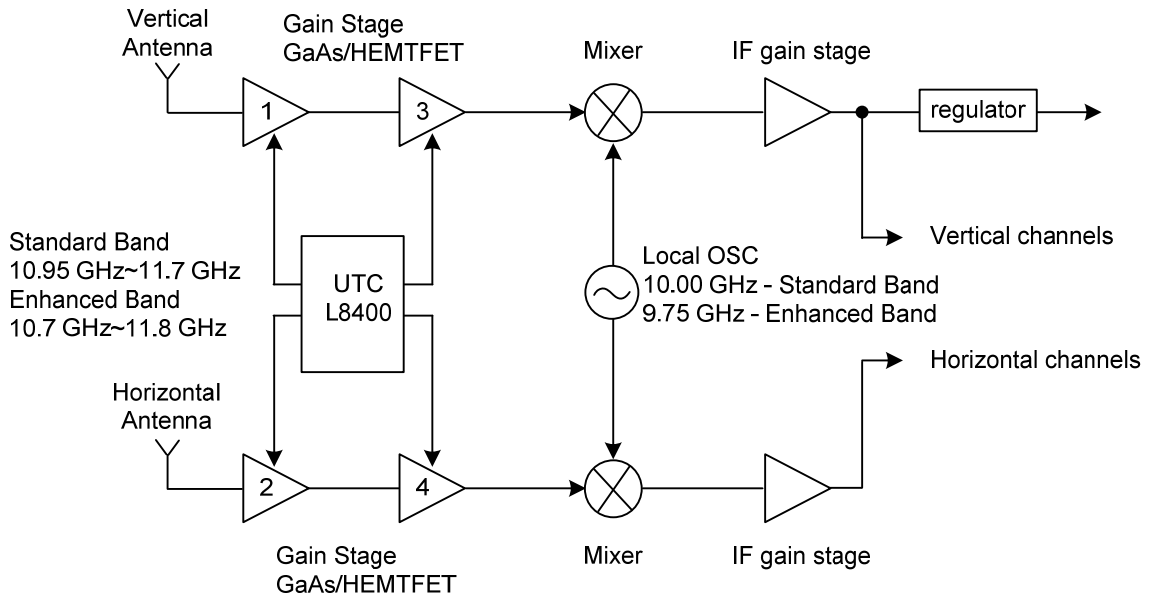 Vertical
Antenna
Gain Stage
GaAs/HEMTFET
Mixer
IF gain stage
1
3
regulator
Standard Band
10.95 GHz~11.7 GHz
Enhanced Band
10.7 GHz~11.8 GHz
UTC
L8400
Local OSC
10.00 GHz - Standard Band
9.75 GHz - Enhanced Band
Vertical channels
Horizontal channels
Horizontal
Antenna
2
4
Gain Stage
GaAs/HEMTFET
Mixer
IF gain stage